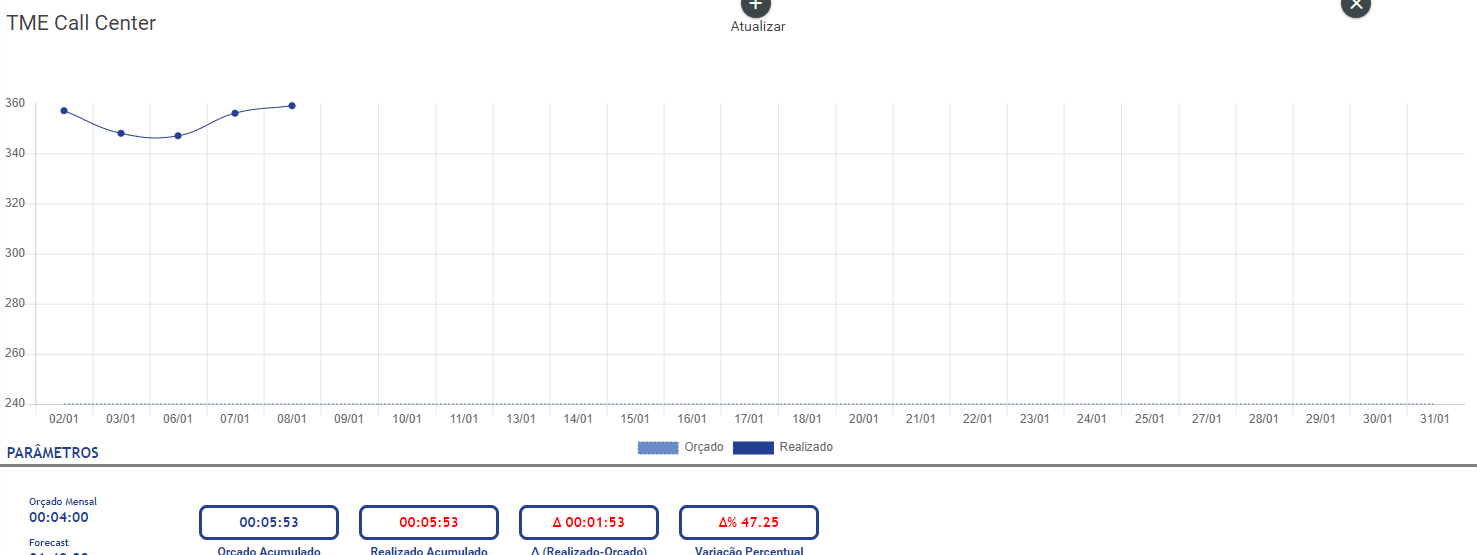 TME Call Center
Atualizar
360
340
320
300
280
260
240
02/01 03/01 06/01 07/01 08/01 09/01 10/01 11/01 13/01 14/01 15/01 16/01 17/01 18/01 20/01 21/01 22/01 23/01 24/01 25/01 27/01 28/01 29/01 30/01 31/01
Orçado Realizado
PARÂMETROS
Orçado Mensal
00:04:00
00:05:53 00:05:53 Δ 00:01:53 Δ% 47.25
Forecast
Orçado Acumulado Realizado Acumulado Δ (Realizado-Orçado) Variação Percentual